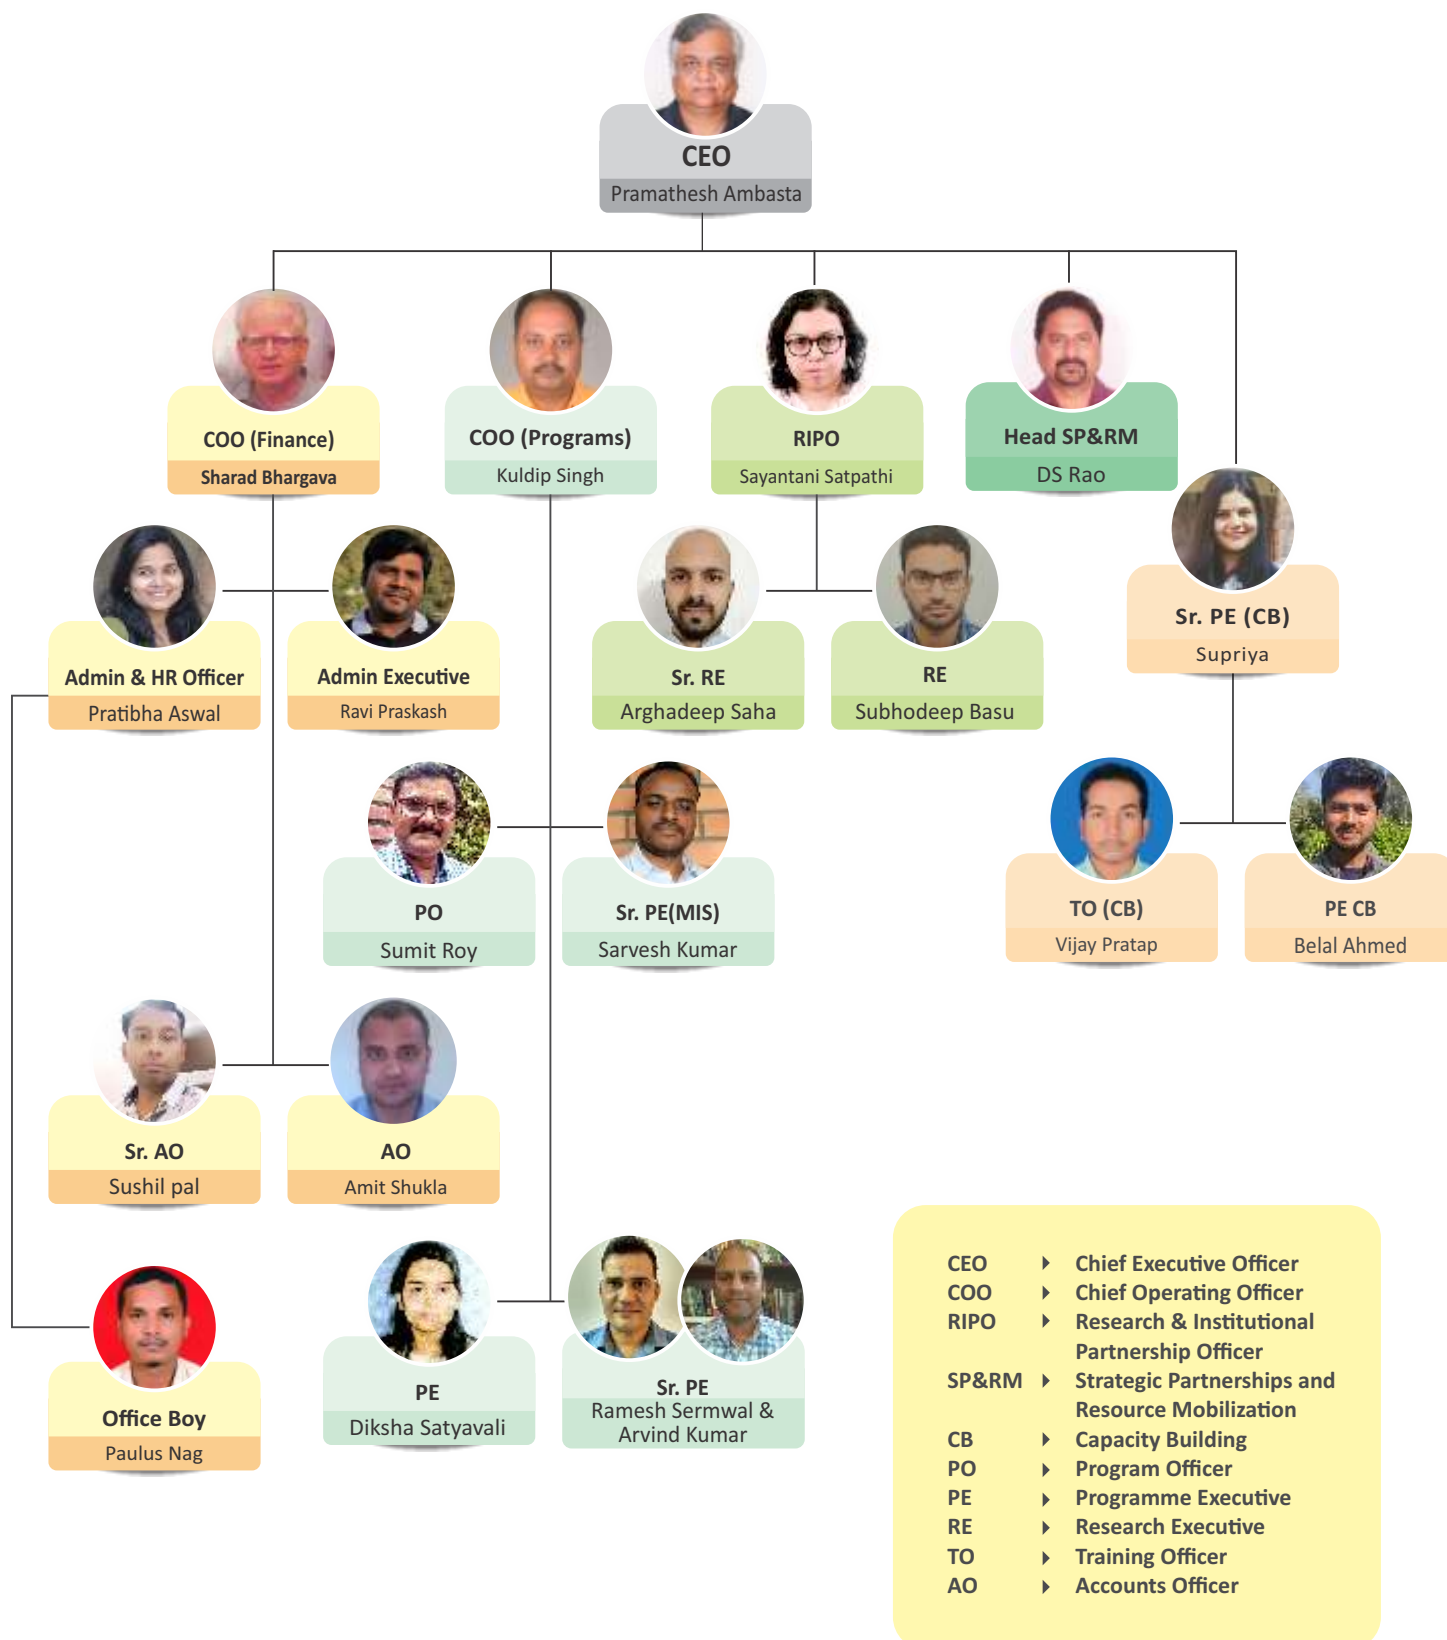 CEO
Pramathesh Ambasta
COO (Finance)
Sharad Bhargava
COO (Programs)
Kuldip Singh
RIPO
Sayantani Satpathi
Head SP&RM
DS Rao
Sr. PE (CB)
Supriya
Admin & HR Officer
Pratibha Aswal
Admin Executive
Ravi Praskash
Sr. RE
Arghadeep Saha
RE
Subhodeep Basu
PO
Sumit Roy
Sr. PE(MIS)
Sarvesh Kumar
TO (CB)
Vijay Pratap
PE CB
Belal Ahmed
Sr. AO
Sushil pal
AO
Amit Shukla
Office Boy
Paulus Nag
PE
Diksha Satyavali
Sr. PE
Ramesh Sermwal &
Arvind Kumar
CEO Chief Executive Officer
COO Chief Operating Officer
RIPO Research & Institutional
Partnership Officer
SP&RM Strategic Partnerships and
Resource Mobilization
CB Capacity Building
PO Program Officer
PE Programme Executive
RE Research Executive
TO Training Officer
AO Accounts Officer